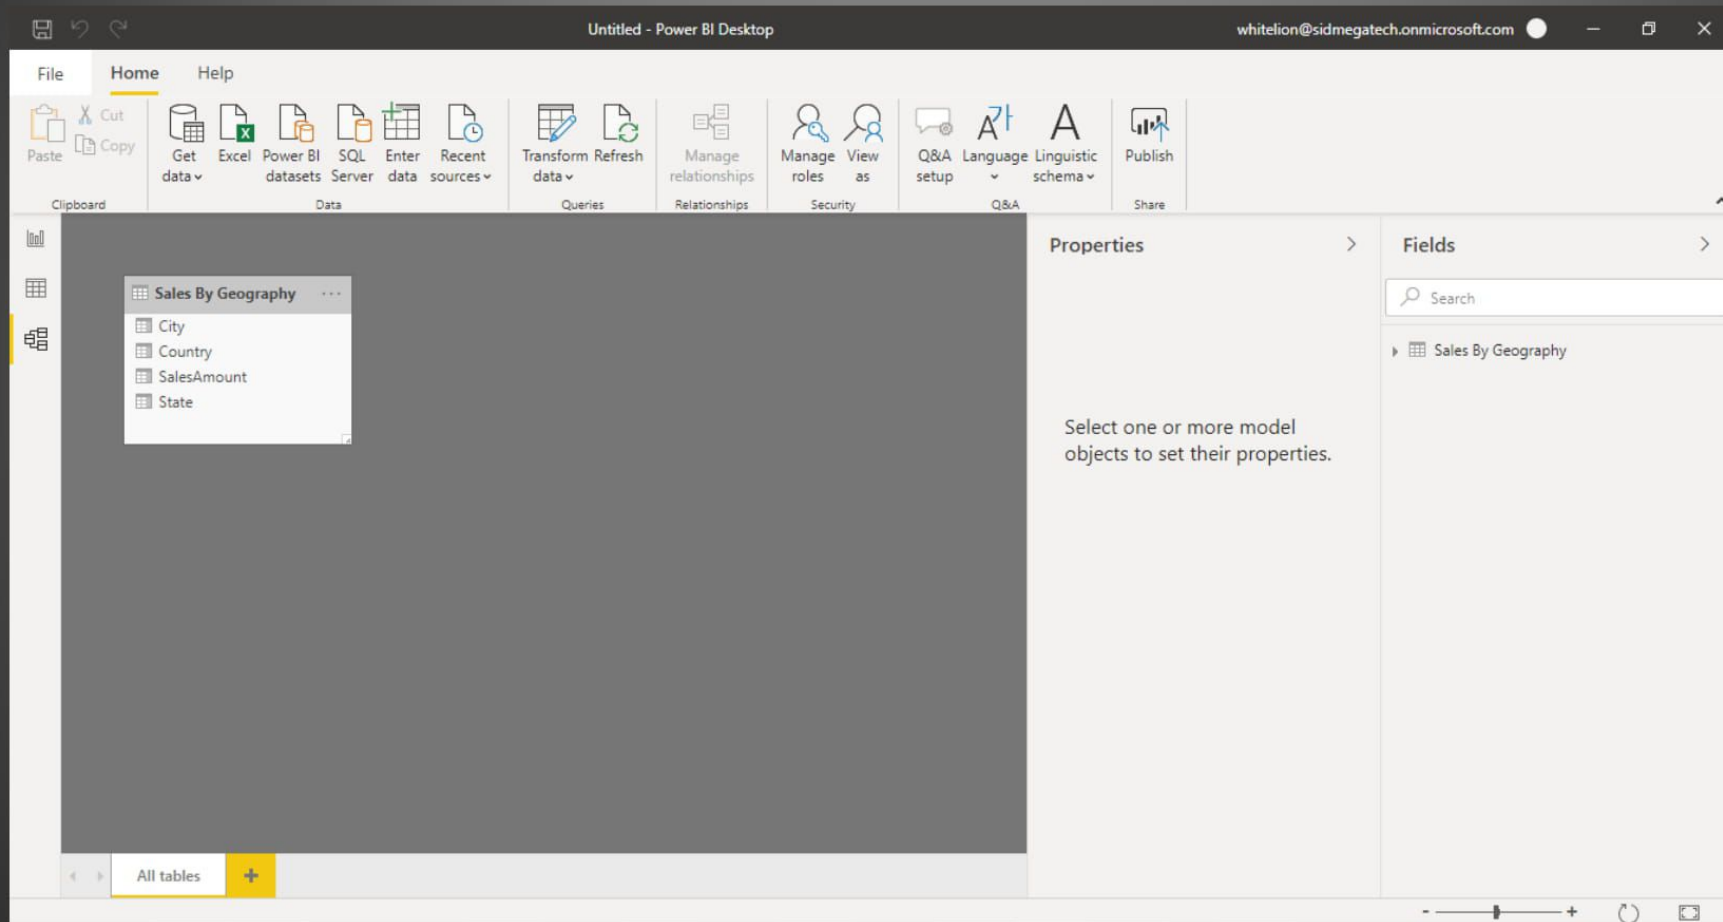 Untitled - Power BI Desktop
whitelion@sidmegatech.onmicrosoft.com
File Home Help
Paste
Cut
Copy
Clipboard
Get data
Excel
Power BI datasets
SQL Server
Enter data
Recent sources
Data
Transform data
Refresh
Queries
Manage relationships
Relationships
Manage roles
View as
Security
Q&A setup
Language
Linguistic schema
Q&A
Publish
Share
Sales By Geography
City
Country
SalesAmount
State
Properties
Select one or more model
objects to set their properties.
Fields
Search
Sales By Geography
All tables